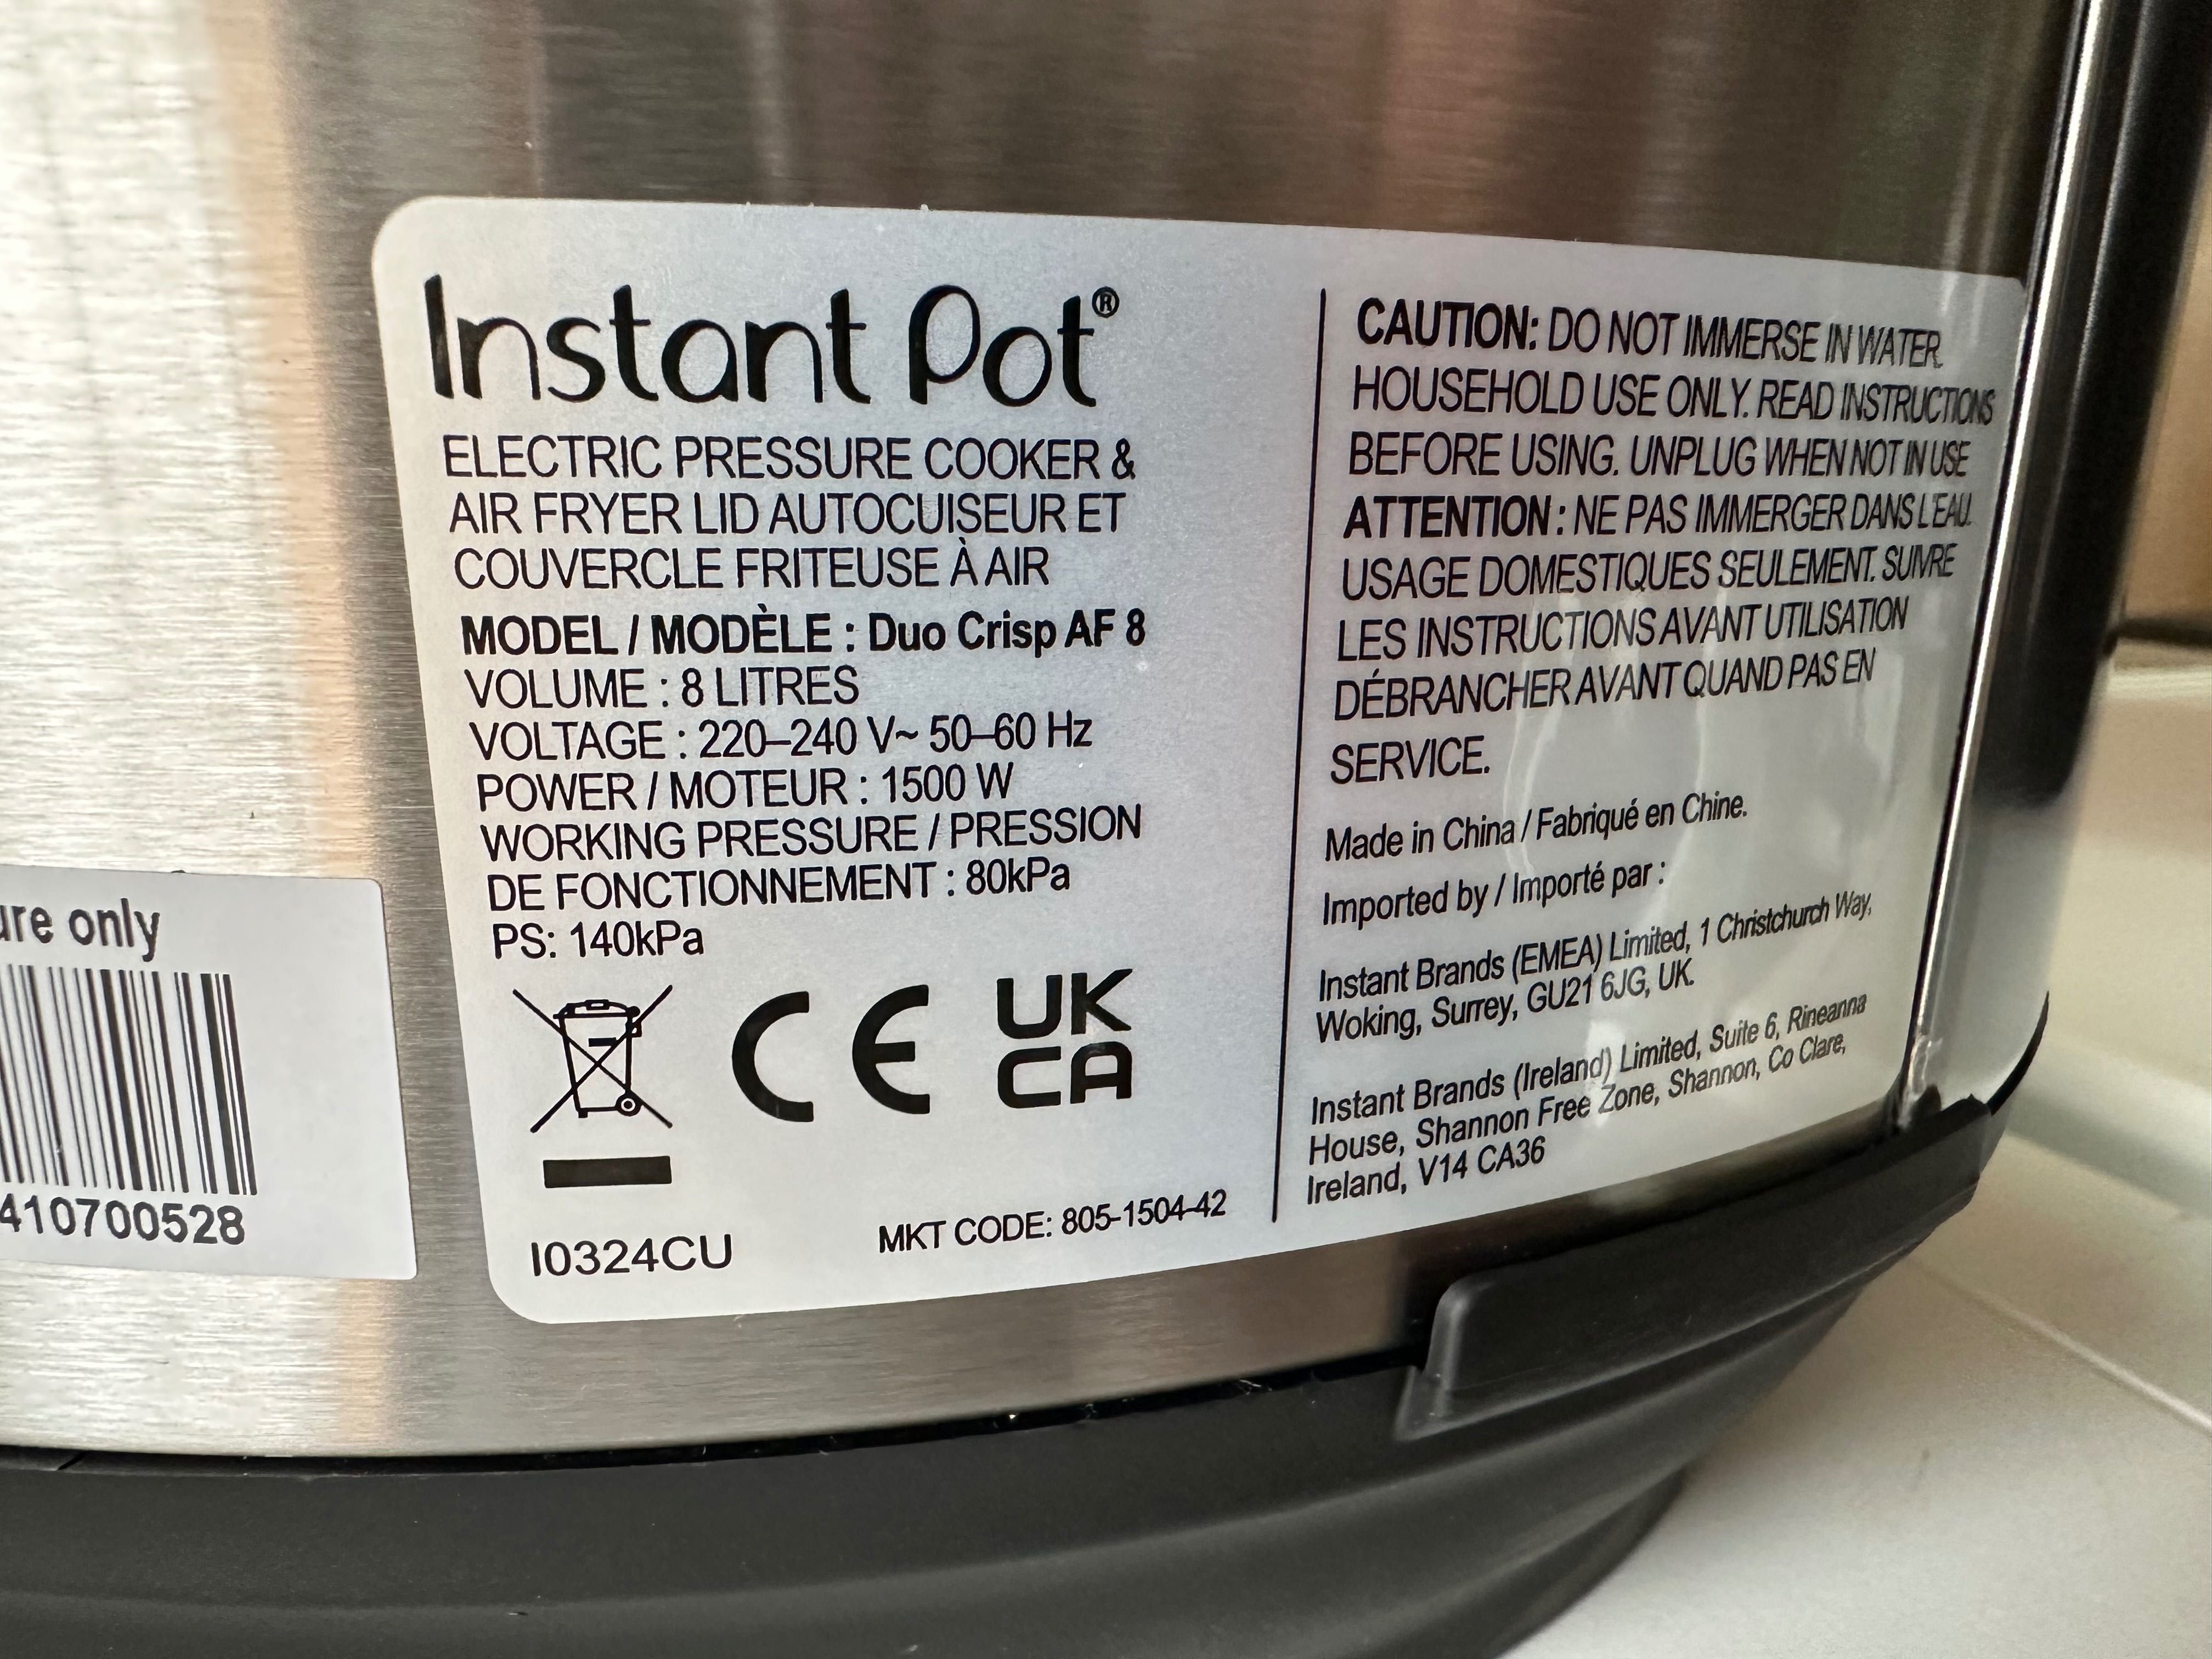 Instant Pot®
ELECTRIC PRESSURE COOKER &
AIR FRYER LID AUTOCUISEUR ET
COUVERCLE FRITEUSE À AIR
MODEL / MODÈLE : Duo Crisp AF 8
VOLUME : 8 LITRES
VOLTAGE : 220–240 V~ 50–60 Hz
POWER / MOTEUR : 1500 W
WORKING PRESSURE / PRESSION
DE FONCTIONNEMENT : 80kPa
PS: 140kPa
CE
UK
CA
I0324CU
MKT CODE: 805-1504-42
CAUTION: DO NOT IMMERSE IN WATER.
HOUSEHOLD USE ONLY. READ INSTRUCTIONS
BEFORE USING. UNPLUG WHEN NOT IN USE
ATTENTION : NE PAS IMMERGER DANS L'EAU.
USAGE DOMESTIQUES SEULEMENT. SUIVRE
LES INSTRUCTIONS AVANT UTILISATION
DÉBRANCHER AVANT QUAND PAS EN
SERVICE.
Made in China / Fabriqué en Chine.
Imported by / Importé par :
Instant Brands (EMEA) Limited, 1 Christchurch Way,
Woking, Surrey, GU21 6JG, UK.
Instant Brands (Ireland) Limited, Suite 6, Rineanna
House, Shannon Free Zone, Shannon, Co Clare,
Ireland, V14 CA36
only
410700528